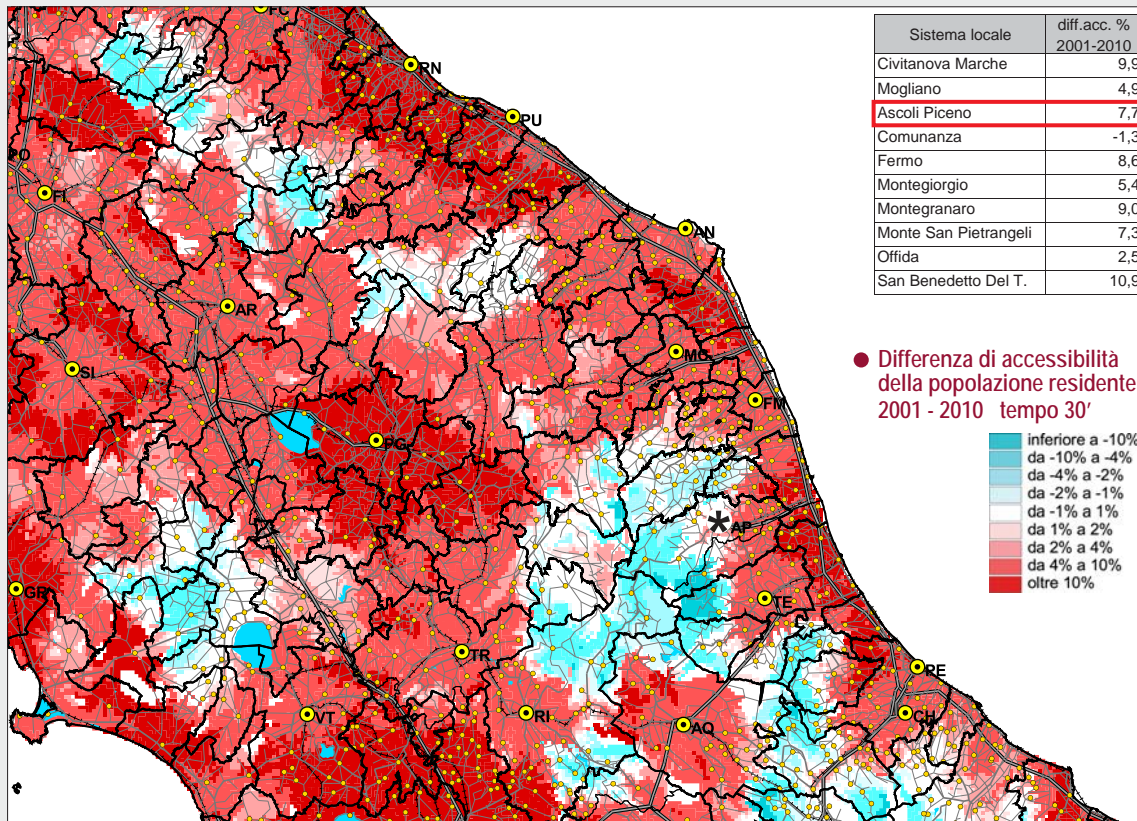 Sistema locale diff.acc. % 2001-2010
Civitanova Marche 9,9
Mogliano 4,9
Ascoli Piceno 7,7
Comunanza -1,3
Fermo 8,6
Montegiorgio 5,4
Montegranaro 9,0
Monte San Pietrangeli 7,3
Offida 2,5
San Benedetto Del T. 10,9
Differenza di accessibilità
della popolazione residente
2001 - 2010 tempo 30'
inferiore a -10%
da -10% a -4%
da -4% a -2%
da -2% a -1%
da -1% a 1%
da 1% a 2%
da 2% a 4%
da 4% a 10%
oltre 10%
FC
RN
PU
BO
FI
AN
AR
MC
SI
FM
PG
* AP
GR
TE
TR
PE
VT
RI
AQ
CH